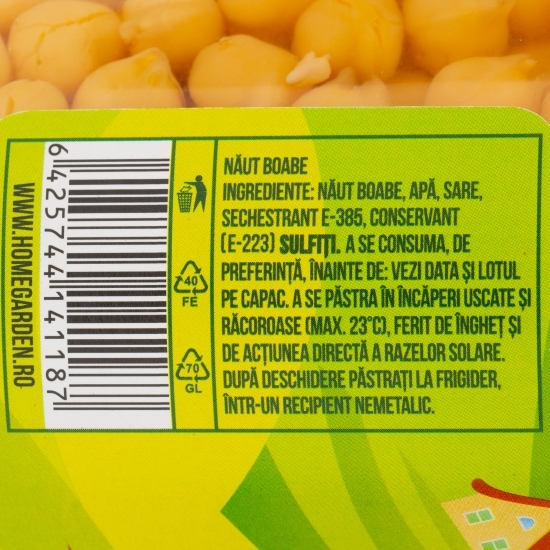 NĂUT BOABE
INGREDIENTE: NĂUT BOABE, APĂ, SARE,
SECHESTRANT E-385, CONSERVANT
(E-223) SULFIȚI. A SE CONSUMA, DE
PREFERINȚĂ, ÎNAINTE DE: VEZI DATA ȘI LOTUL
PE CAPAC. A SE PĂSTRA ÎN ÎNCĂPERI USCATE ȘI
RĂCOROASE (MAX. 23°C), FERIT DE ÎNGHEȚ ȘI
DE ACȚIUNEA DIRECTĂ A RAZELOR SOLARE.
DUPĂ DESCHIDERE PĂSTRAȚI LA FRIGIDER,
ÎNTR-UN RECIPIENT NEMETALIC.
40
FE
70
GL
6 425744 141187
WWW.HOMEGARDEN.RO